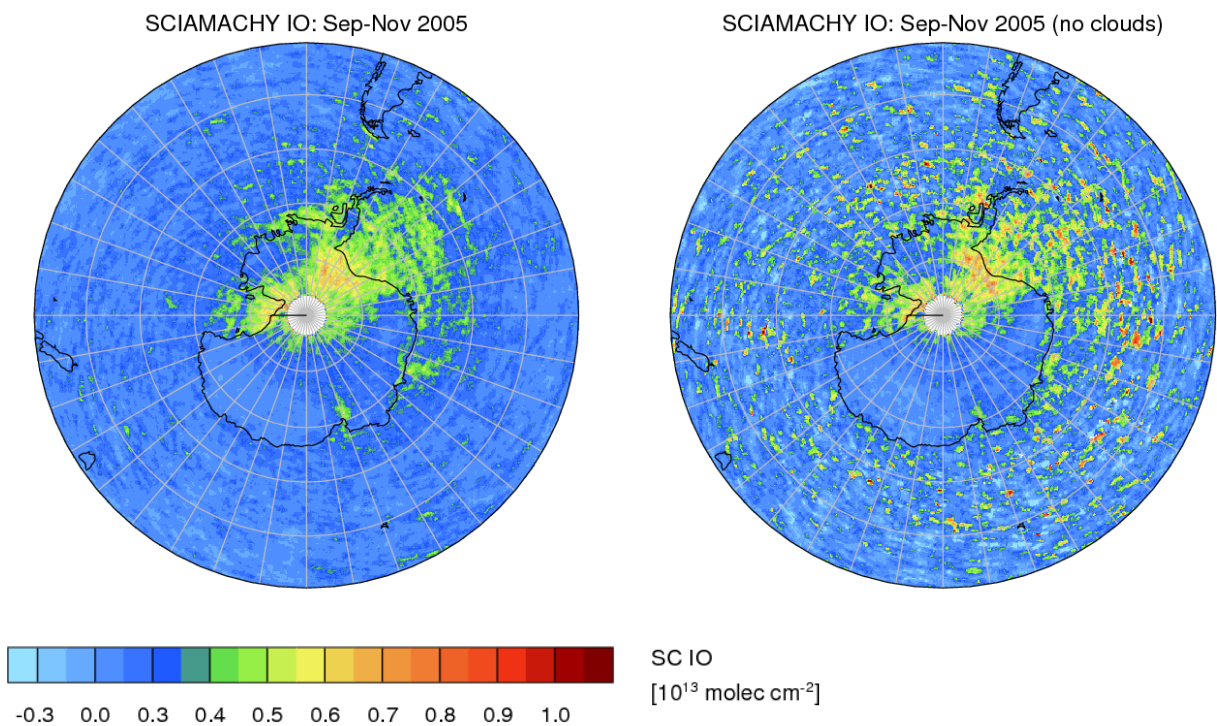 SCIAMACHY IO: Sep-Nov 2005
SCIAMACHY IO: Sep-Nov 2005 (no clouds)
-0.3 0.0 0.3 0.4 0.5 0.6 0.7 0.8 0.9 1.0
SC IO
[10¹³ molec cm⁻²]